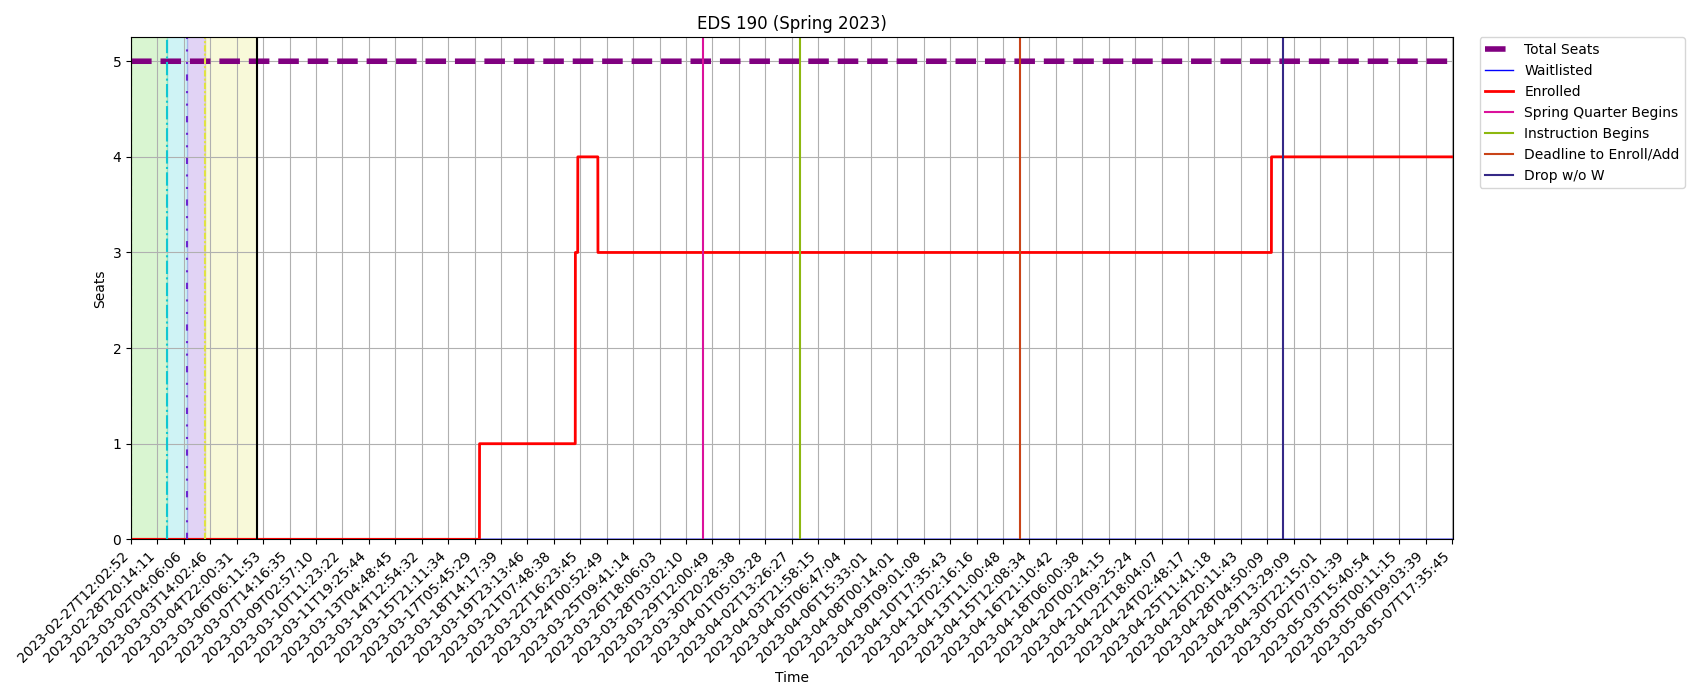 EDS 190 (Spring 2023)
5
4
3
2
1
0
Seats
2023-02-27T12:02:52
2023-02-28T20:14:11
2023-03-02T04:06:06
2023-03-03T14:02:46
2023-03-04T22:00:31
2023-03-06T06:11:53
2023-03-07T14:16:35
2023-03-09T02:57:10
2023-03-10T11:23:22
2023-03-11T19:25:44
2023-03-13T04:48:45
2023-03-14T12:54:32
2023-03-15T21:11:34
2023-03-17T05:45:29
2023-03-18T14:17:39
2023-03-19T23:13:46
2023-03-21T07:48:38
2023-03-22T16:23:45
2023-03-24T00:52:49
2023-03-25T09:41:14
2023-03-26T18:06:03
2023-03-28T03:02:10
2023-03-29T12:00:49
2023-03-30T20:28:38
2023-04-01T05:03:28
2023-04-02T13:26:27
2023-04-03T21:58:15
2023-04-05T06:47:04
2023-04-06T15:33:01
2023-04-08T00:14:01
2023-04-09T09:01:08
2023-04-10T17:35:43
2023-04-12T02:16:16
2023-04-13T11:00:48
2023-04-15T12:08:34
2023-04-16T21:10:42
2023-04-18T06:00:38
2023-04-20T00:24:15
2023-04-21T09:25:24
2023-04-22T18:04:07
2023-04-24T02:48:17
2023-04-25T11:41:18
2023-04-26T20:11:43
2023-04-28T04:50:09
2023-04-29T13:29:09
2023-04-30T22:15:01
2023-05-02T07:01:39
2023-05-03T15:40:54
2023-05-05T00:11:15
2023-05-06T09:03:39
2023-05-07T17:35:45
Time
Total Seats
Waitlisted
Enrolled
Spring Quarter Begins
Instruction Begins
Deadline to Enroll/Add
Drop w/o W